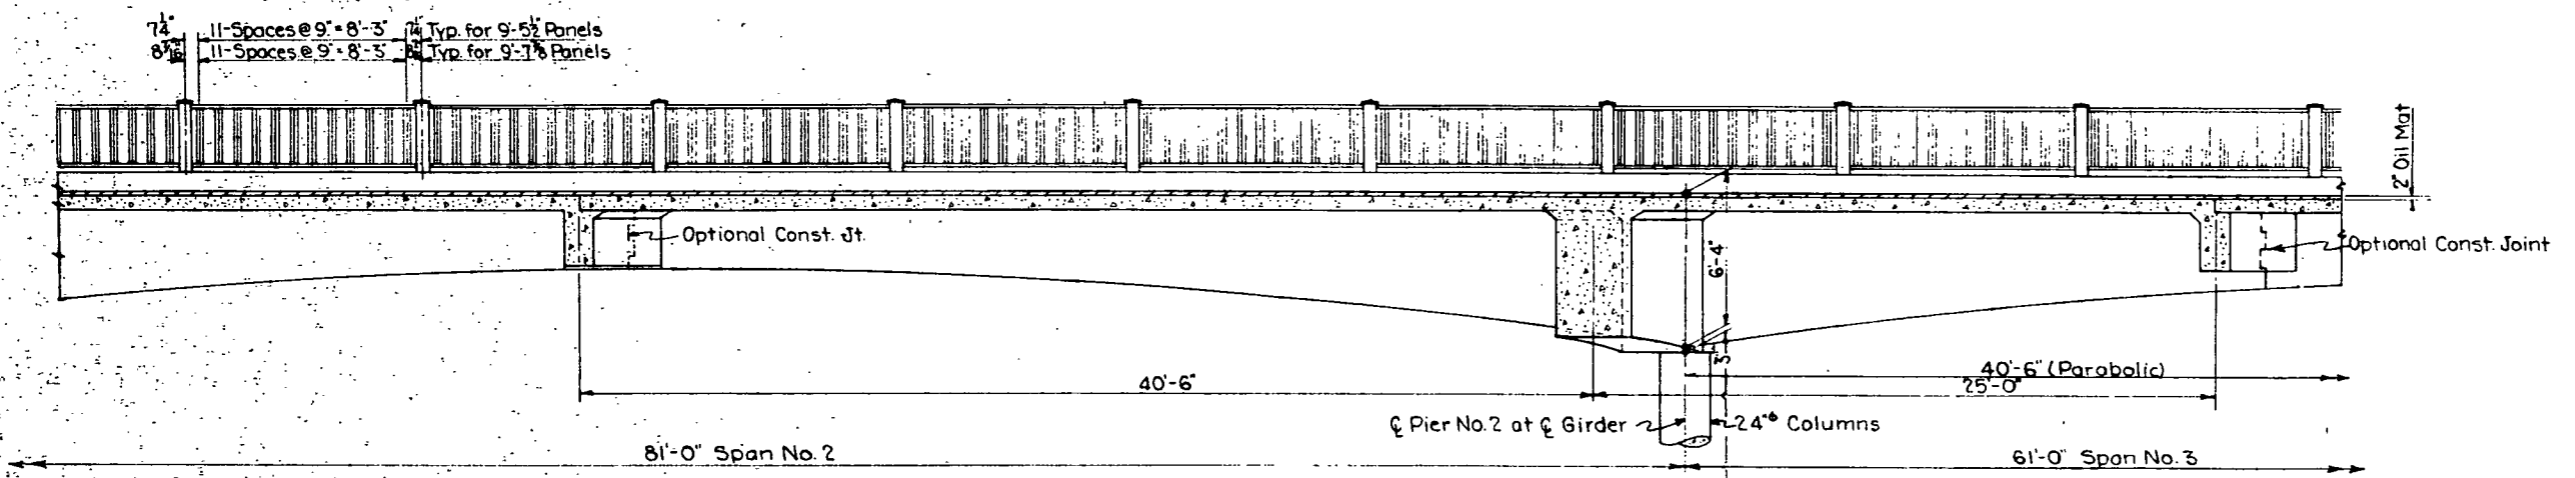 7¼" 11-Spaces @ 9" = 8'-3" 7¼" Typ. for 9'-5½" Panels
8 7/16" 11-Spaces @ 9" = 8'-3" Typ. for 9'-7⅞" Panels
2" Oil Mat
Optional Const. Jt.
6'-4"
Optional Const. Joint
3"
40'-6" (Parabolic)
40'-6"
25'-0"
℄ Pier No. 2 at ℄ Girder
24"ø Columns
81'-0" Span No. 2
61'-0" Span No. 3